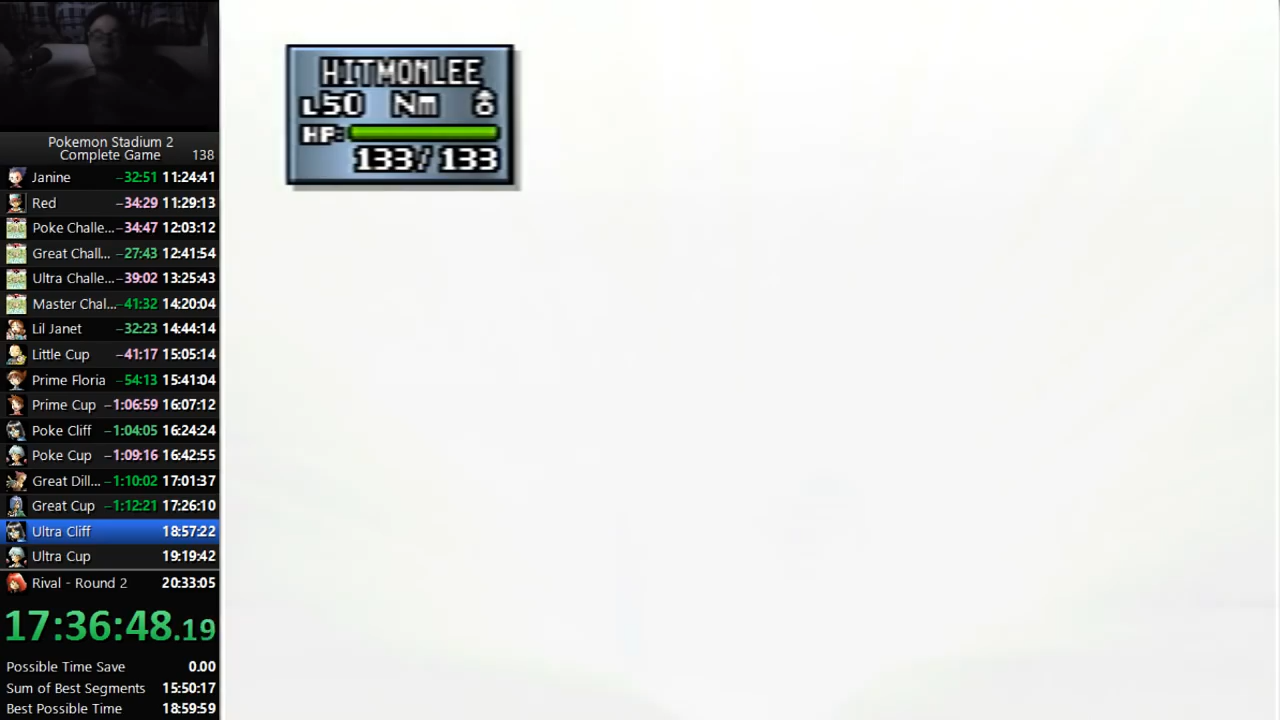 HITMONLEE
L50 Nm ♂
HP:
133/133
Pokemon Stadium 2
Complete Game 138
Janine -32:51 11:24:41
Red -34:29 11:29:13
Poke Challe... -34:47 12:03:12
Great Chall... -27:43 12:41:54
Ultra Challe... -39:02 13:25:43
Master Chal... -41:32 14:20:04
Lil Janet -32:23 14:44:14
Little Cup -41:17 15:05:14
Prime Floria -54:13 15:41:04
Prime Cup -1:06:59 16:07:12
Poke Cliff -1:04:05 16:24:24
Poke Cup -1:09:16 16:42:55
Great Dill... -1:10:02 17:01:37
Great Cup -1:12:21 17:26:10
Ultra Cliff 18:57:22
Ultra Cup 19:19:42
Rival - Round 2 20:33:05
17:36:48.19
Possible Time Save 0.00
Sum of Best Segments 15:50:17
Best Possible Time 18:59:59